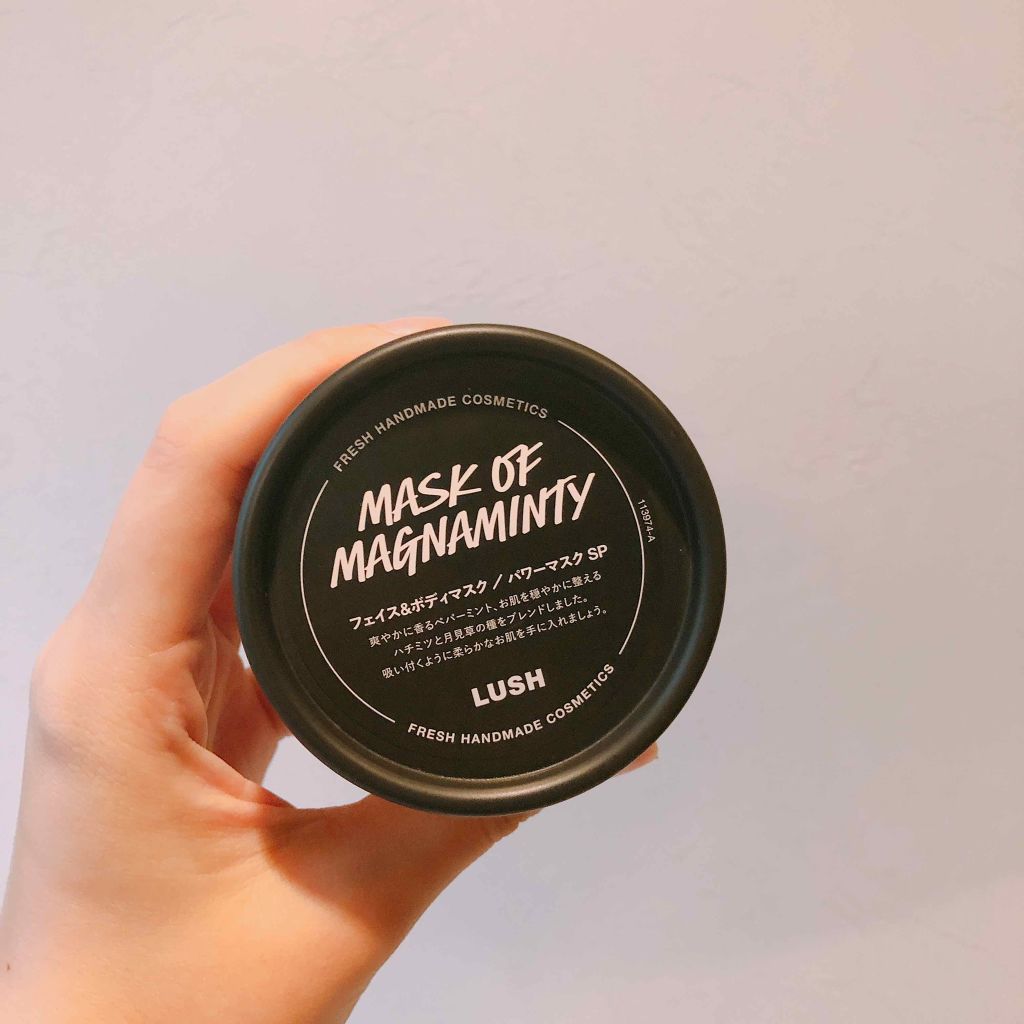 FRESH HANDMADE COSMETICS
MASK OF
MAGNAMINTY
フェイス&ボディマスク / パワーマスク SP
爽やかに香るペパーミント、お肌を穏やかに整える
ハチミツと月見草の種をブレンドしました。
吸い付くように柔らかなお肌を手に入れましょう。
LUSH
FRESH HANDMADE COSMETICS
113974-A